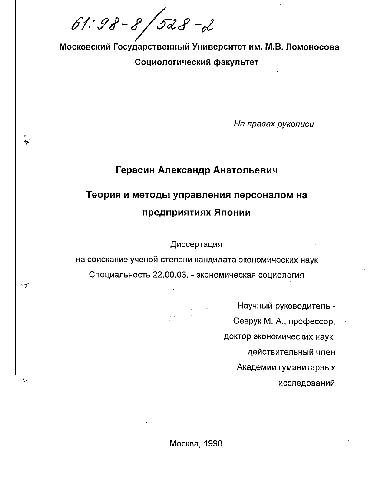 61:98-8/528-2
Московский Государственный Университет им. М.В. Ломоносова
Социологический факультет
На правах рукописи
Герасин Александр Анатольевич
Теория и методы управления персоналом на
предприятиях Японии
Диссертация
на соискание ученой степени кандидата экономических наук
Специальность 22.00.03. - экономическая социология
Научный руководитель -
Севрук М. А., профессор,
доктор экономических наук
действительный член
Академии гуманитарных
исследований
Москва, 1998